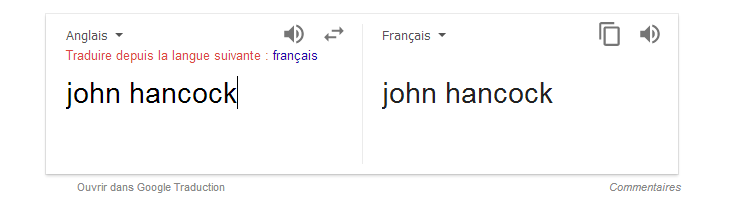 Anglais
Français
Traduire depuis la langue suivante : français
john hancock
john hancock
Ouvrir dans Google Traduction
Commentaires